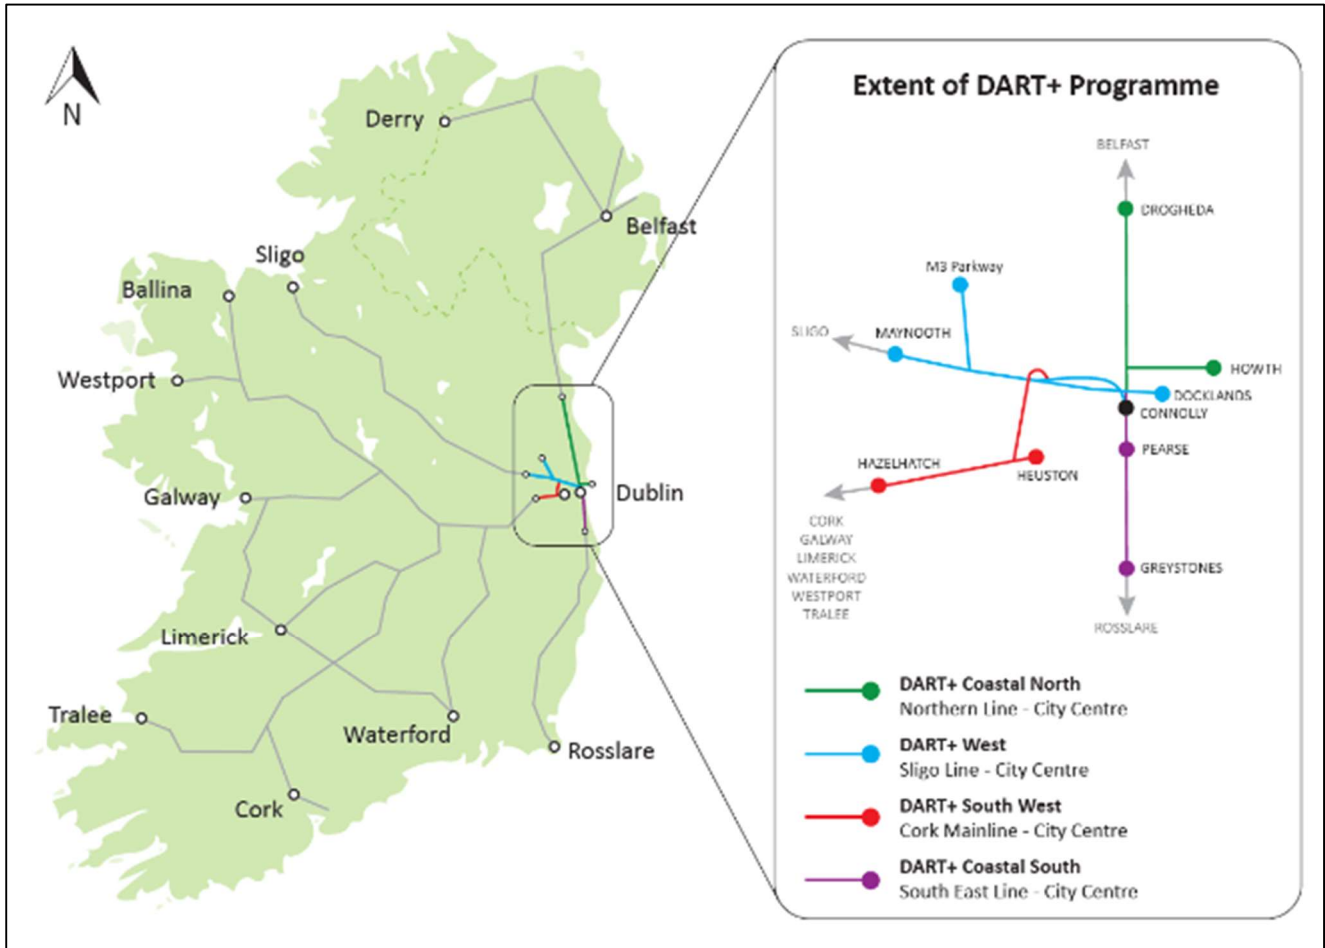 N
Derry
Belfast
Sligo
Ballina
Westport
Galway
Dublin
Limerick
Tralee
Waterford
Rosslare
Cork
Extent of DART+ Programme
BELFAST
DROGHEDA
M3 Parkway
SLIGO
MAYNOOTH
HOWTH
DOCKLANDS
CONNOLLY
PEARSE
HAZELHATCH
HEUSTON
CORK
GALWAY
LIMERICK
WATERFORD
WESTPORT
TRALEE
GREYSTONES
ROSSLARE
DART+ Coastal North
Northern Line - City Centre
DART+ West
Sligo Line - City Centre
DART+ South West
Cork Mainline - City Centre
DART+ Coastal South
South East Line - City Centre